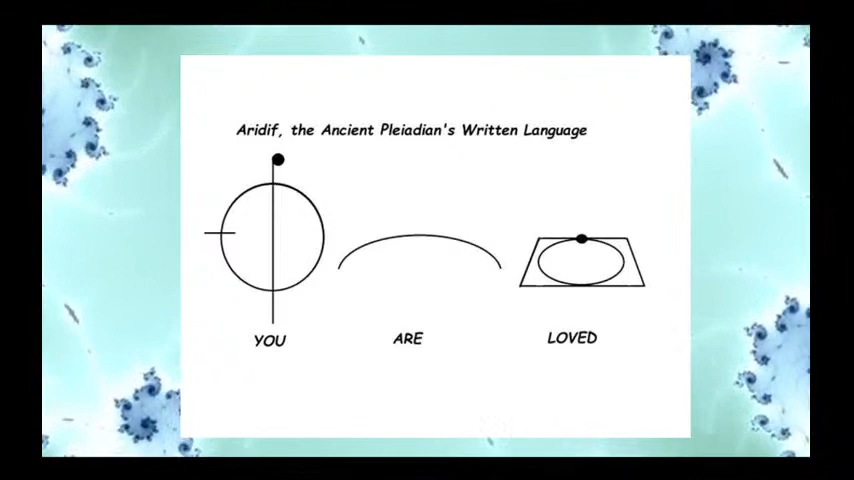 Aridif, the Ancient Pleiadian's Written Language
YOU ARE LOVED